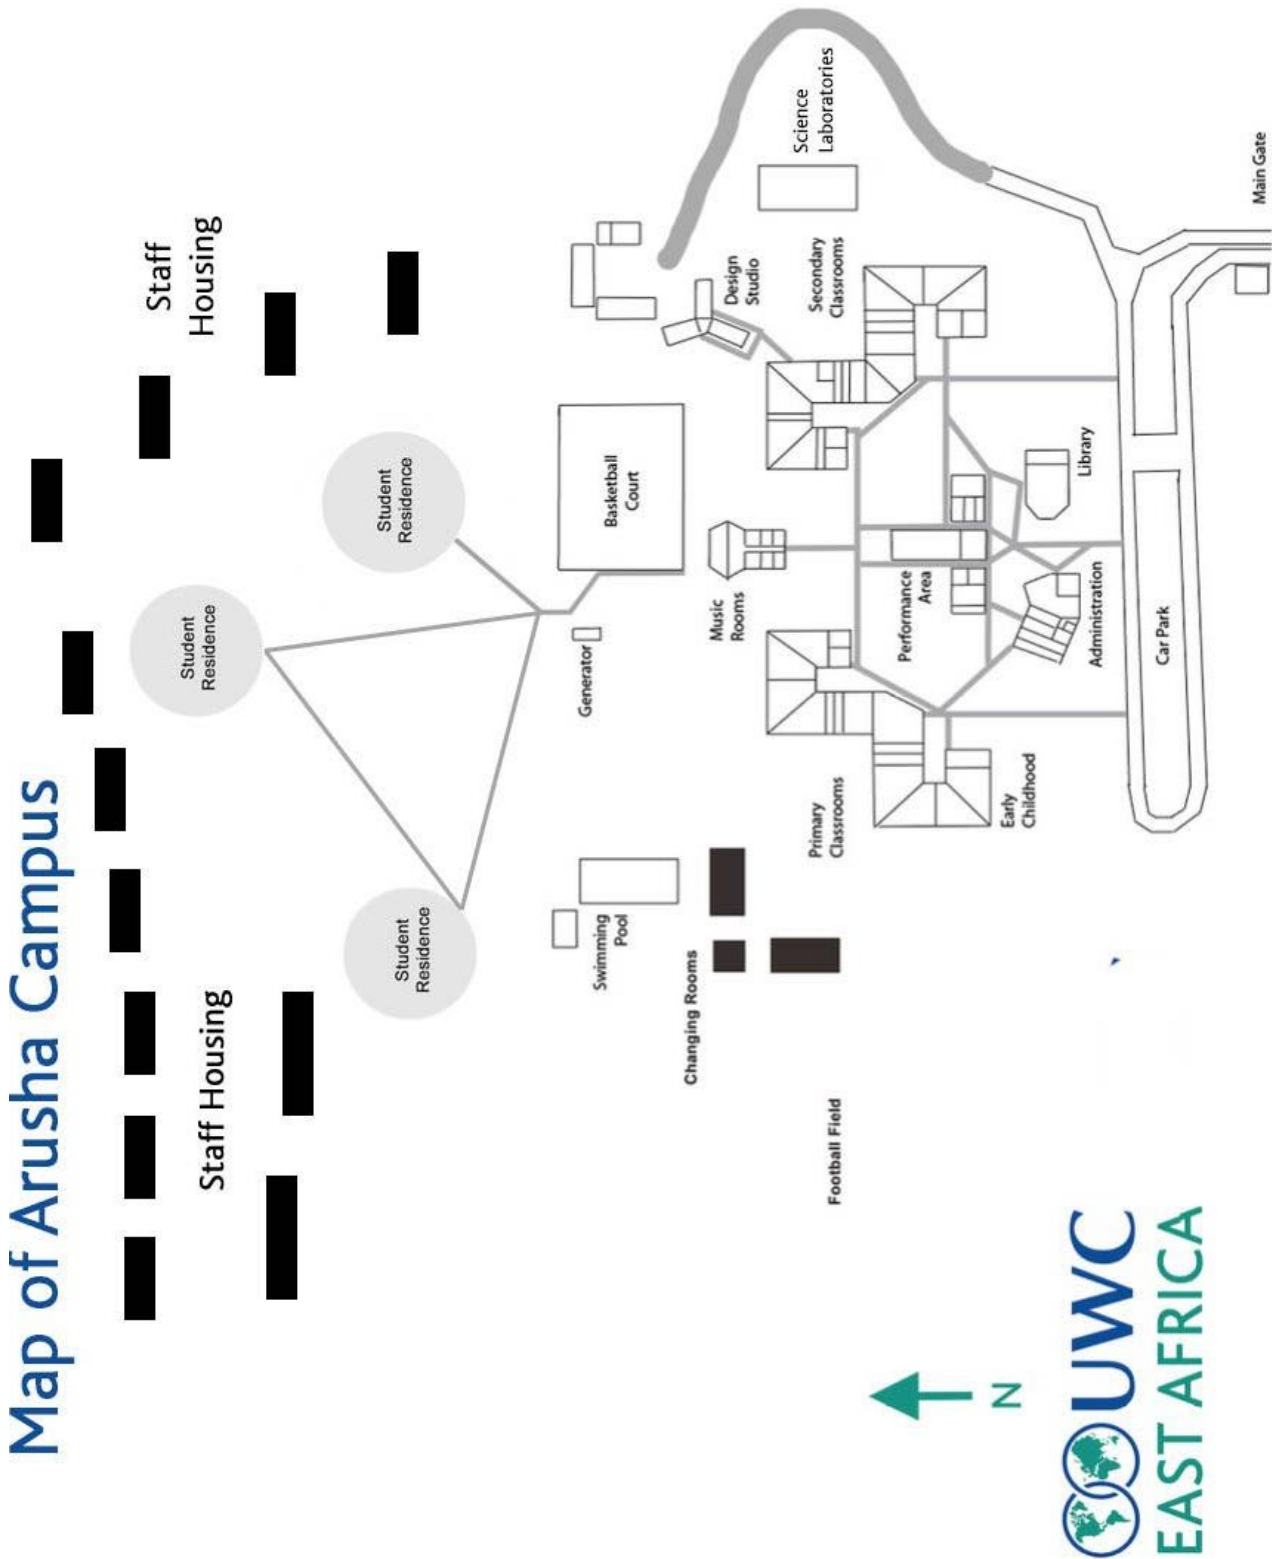 Map of Arusha Campus
Staff
Housing
Staff Housing
Student
Residence
Student
Residence
Student
Residence
Generator
Basketball
Court
Swimming
Pool
Changing Rooms
Football Field
Music
Rooms
Design
Studio
Science
Laboratories
Secondary
Classrooms
Primary
Classrooms
Performance
Area
Early
Childhood
Administration
Library
Car Park
Main Gate
N
UWC
EAST AFRICA